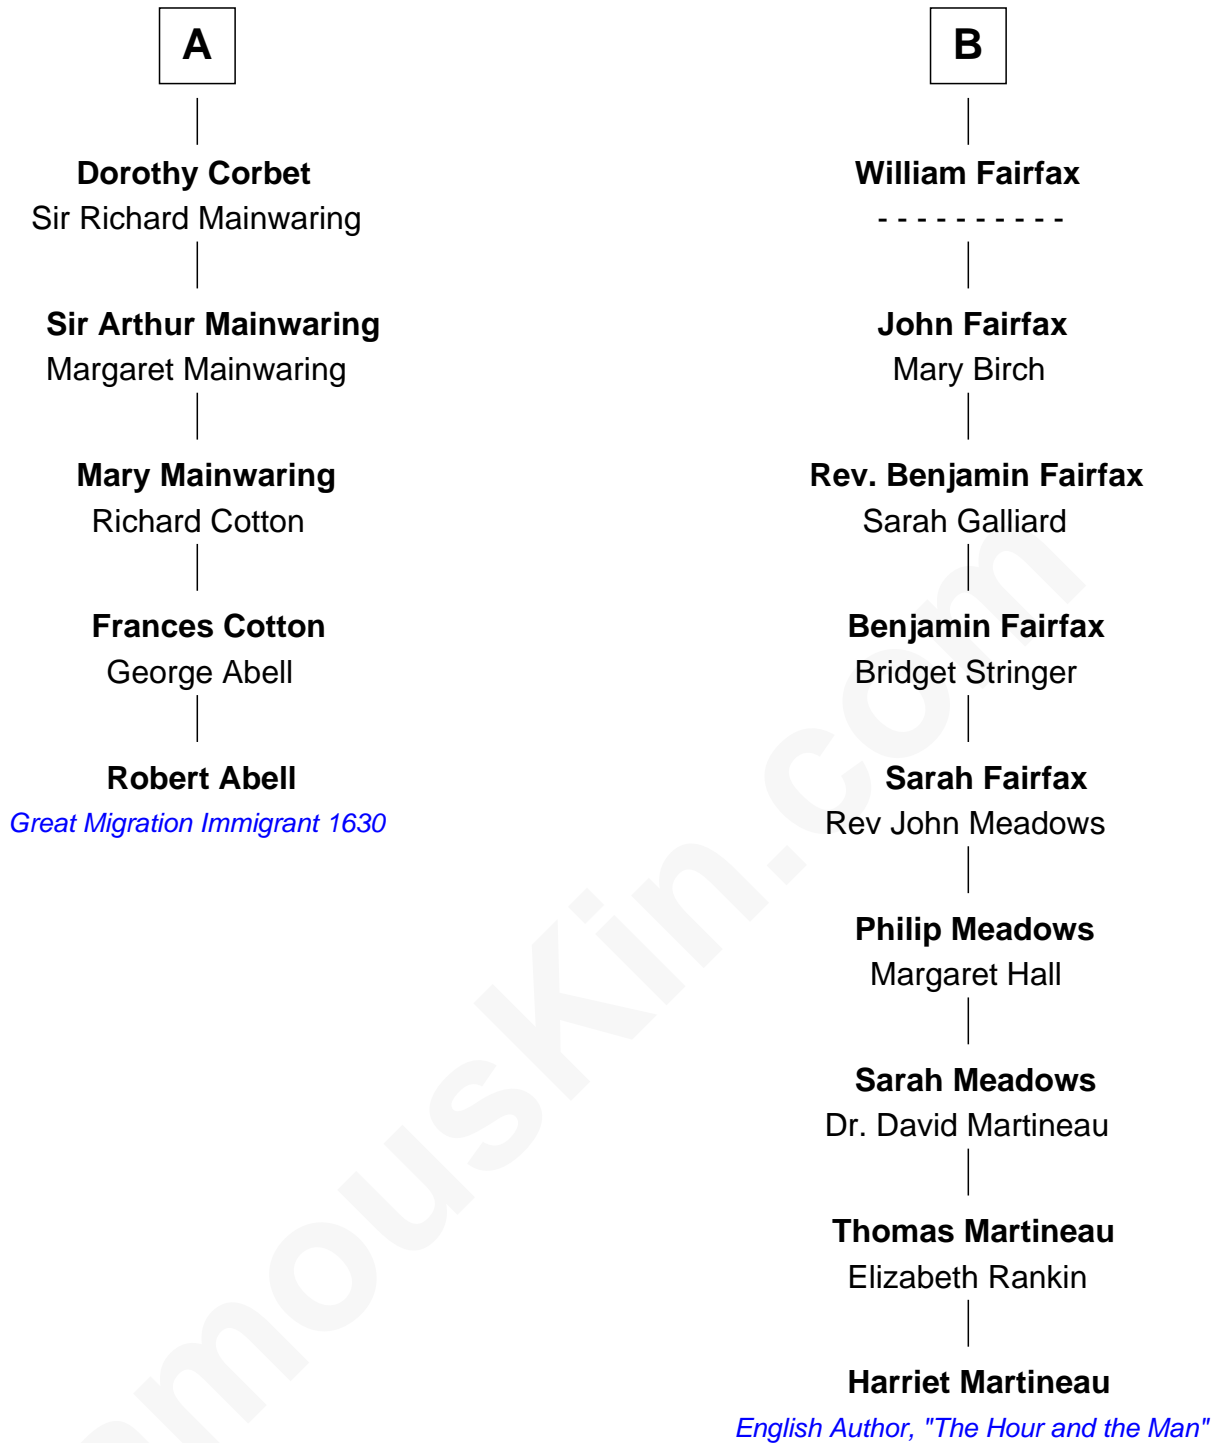 A
Dorothy Corbet
Sir Richard Mainwaring
Sir Arthur Mainwaring
Margaret Mainwaring
Mary Mainwaring
Richard Cotton
Frances Cotton
George Abell
Robert Abell
Great Migration Immigrant 1630
B
William Fairfax
- - - - - - - - - -
John Fairfax
Mary Birch
Rev. Benjamin Fairfax
Sarah Galliard
Benjamin Fairfax
Bridget Stringer
Sarah Fairfax
Rev John Meadows
Philip Meadows
Margaret Hall
Sarah Meadows
Dr. David Martineau
Thomas Martineau
Elizabeth Rankin
Harriet Martineau
English Author, "The Hour and the Man"
amouskin.com